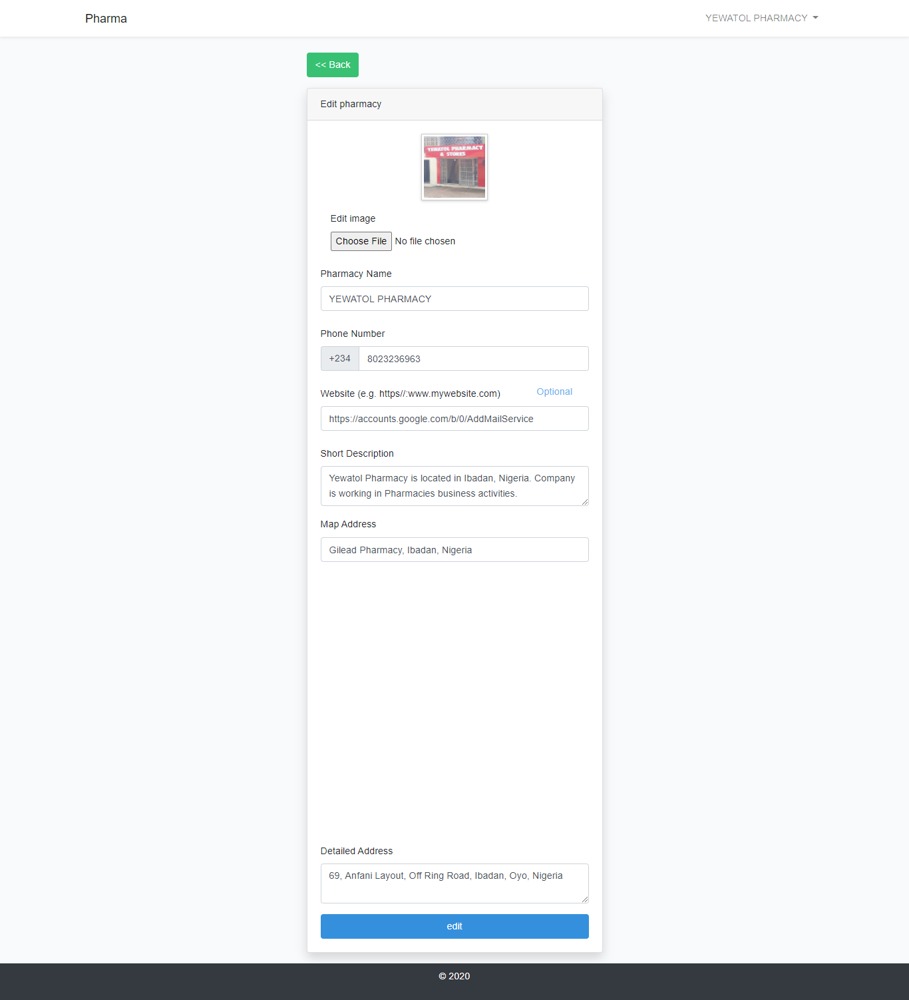 Pharma
YEWATOL PHARMACY
<< Back
Edit pharmacy
YEWATOL PHARMACY
& STORES
Edit image
Choose File No file chosen
Pharmacy Name
YEWATOL PHARMACY
Phone Number
+234 8023236963
Website (e.g. https//:www.mywebsite.com) Optional
https://accounts.google.com/b/0/AddMailService
Short Description
Yewatol Pharmacy is located in Ibadan, Nigeria. Company
is working in Pharmacies business activities.
Map Address
Gilead Pharmacy, Ibadan, Nigeria
Detailed Address
69, Anfani Layout, Off Ring Road, Ibadan, Oyo, Nigeria
edit
© 2020